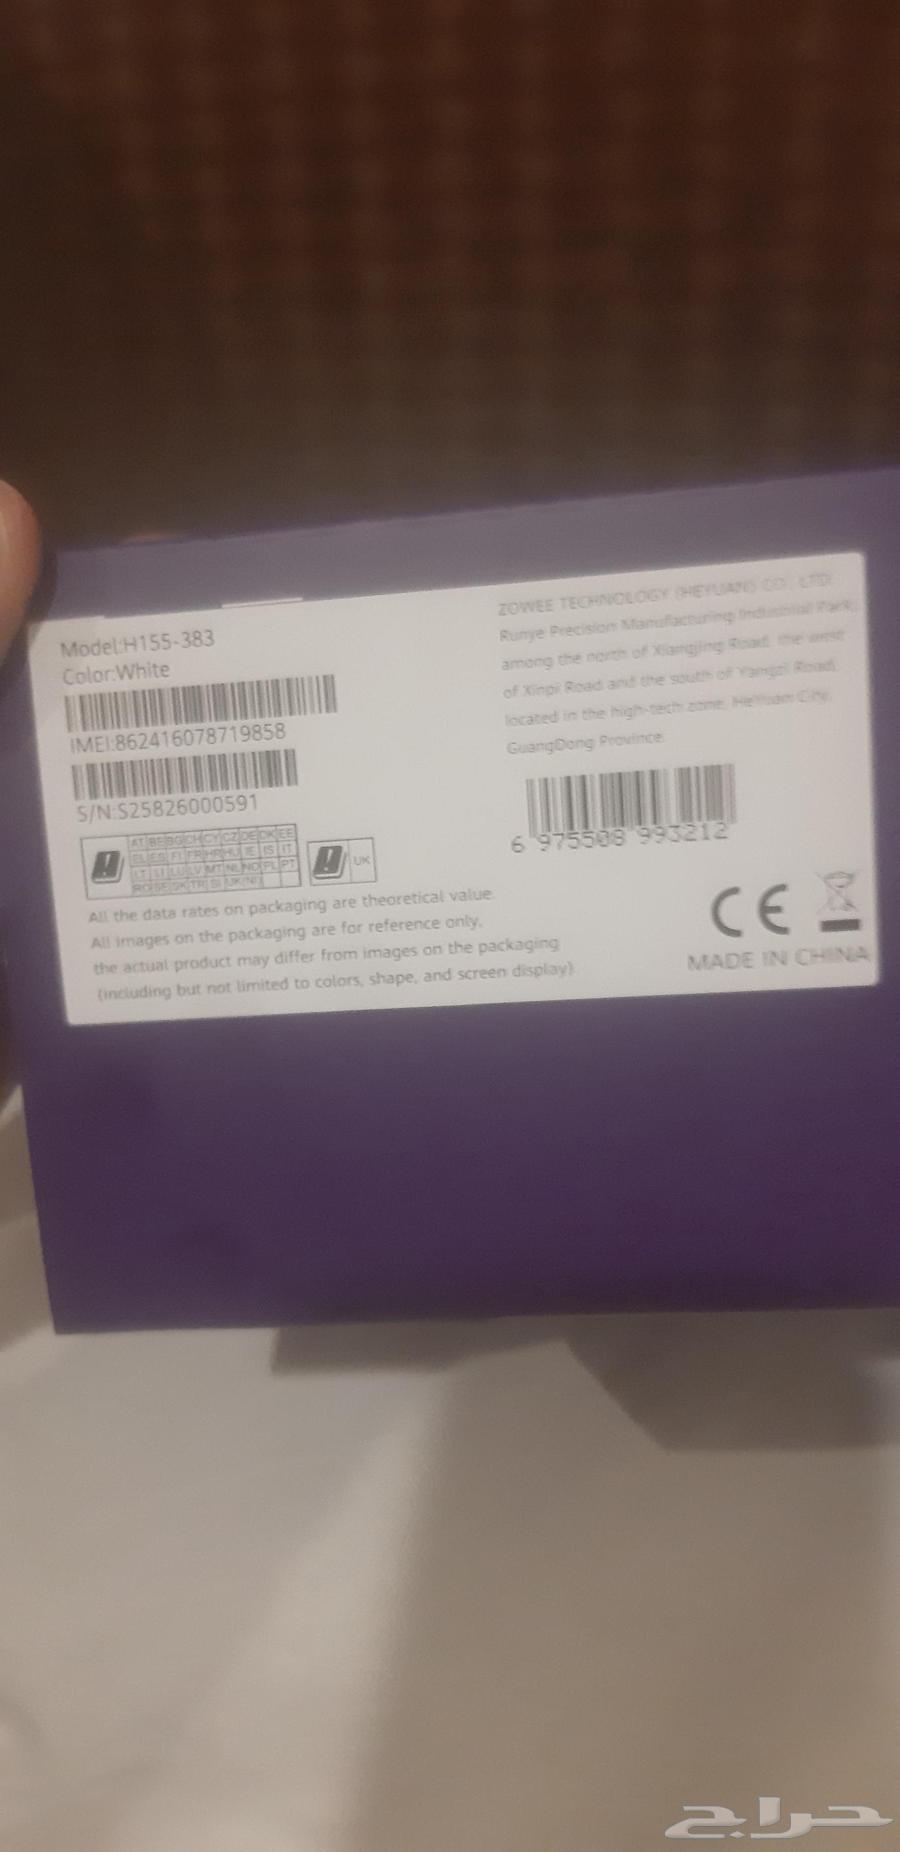 Model:H155-383
Color:White
IMEI:862416078719858
S/N:S25826000591
AT BE BG CH CY CZ DE DK EE
EL ES FI FR HR HU IE IS IT
LT LI LU LV MT NL NO PL PT
RO SE SK TR SI UK(NI)
UK
All the data rates on packaging are theoretical value.
All images on the packaging are for reference only,
the actual product may differ from images on the packaging
(including but not limited to colors, shape, and screen display)
ZOWEE TECHNOLOGY (HEYUAN) CO., LTD
Runye Precision Manufacturing Industrial Park,
among the north of Xiangjing Road, the west
of Xinpi Road and the south of Yangzi Road,
located in the high-tech zone, HeYuan City,
GuangDong Province.
6 975508 993212
CE
MADE IN CHINA
حراج